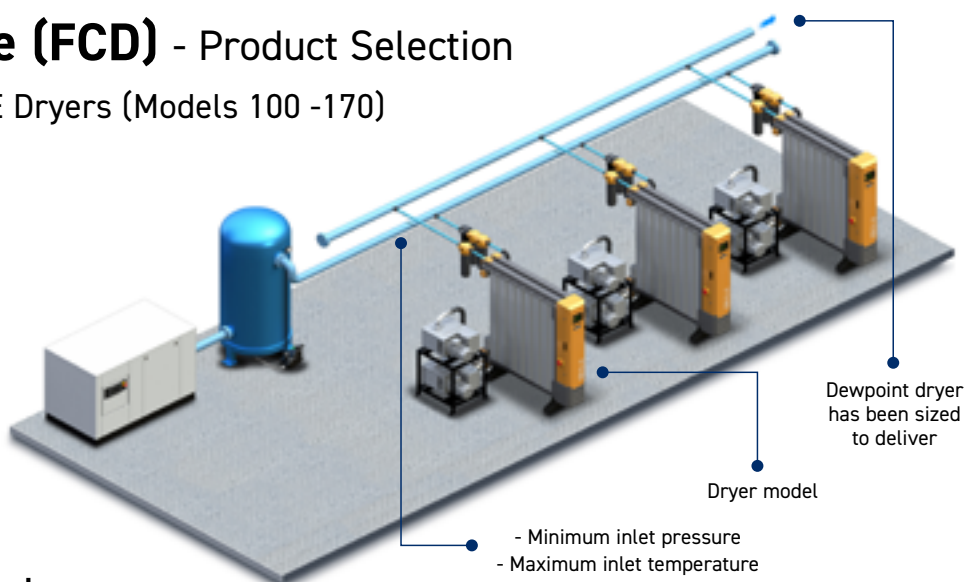 (FCD) - Product Selection
Dryers (Models 100 -170)
Dewpoint dryer
has been sized
to deliver
Dryer model
- Minimum inlet pressure
- Maximum inlet temperature